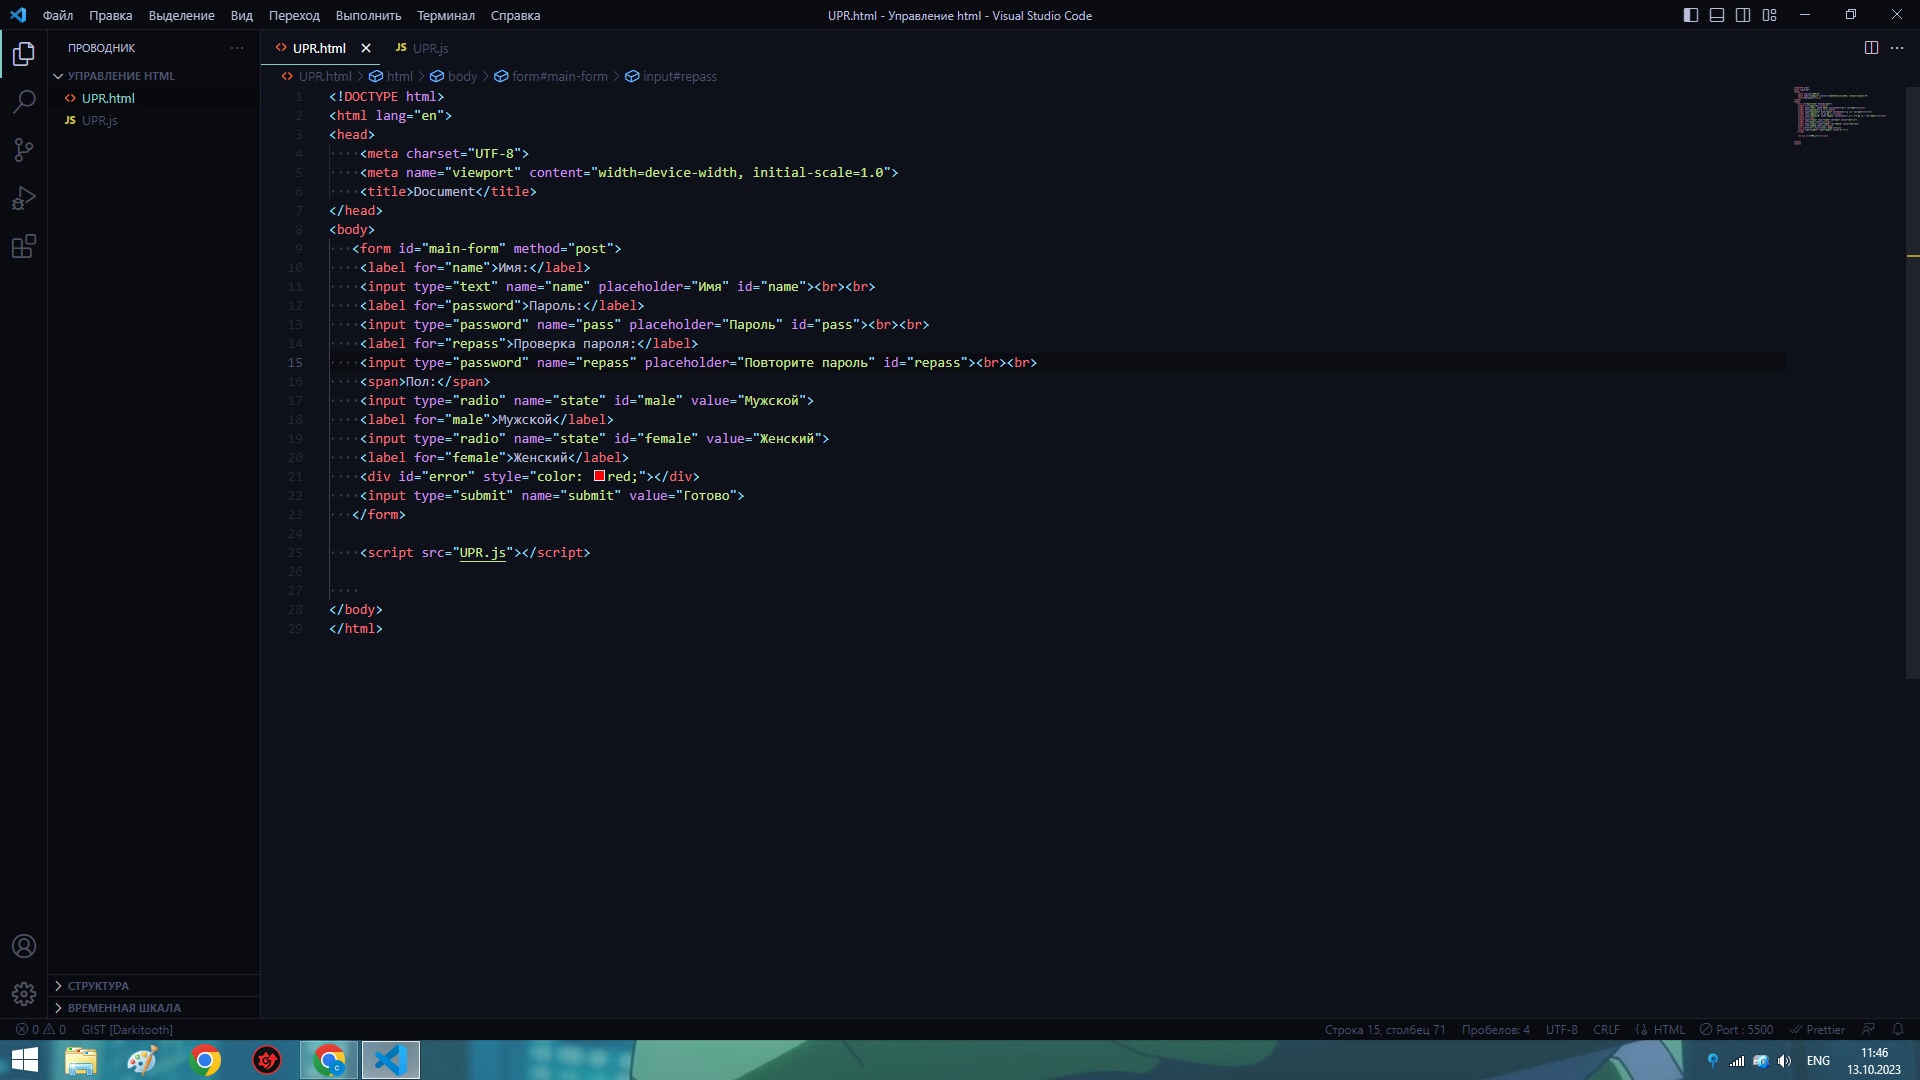 Файл Правка Выделение Вид Переход Выполнить Терминал Справка
UPR.html - Управление html - Visual Studio Code
ПРОВОДНИК
УПРАВЛЕНИЕ HTML
UPR.html
JS UPR.js
UPR.html
JS UPR.js
UPR.html > html > body > form#main-form > input#repass
1 <!DOCTYPE html>
2 <html lang="en">
3 <head>
4 <meta charset="UTF-8">
5 <meta name="viewport" content="width=device-width, initial-scale=1.0">
6 <title>Document</title>
7 </head>
8 <body>
9 <form id="main-form" method="post">
10 <label for="name">Имя:</label>
11 <input type="text" name="name" placeholder="Имя" id="name"><br><br>
12 <label for="password">Пароль:</label>
13 <input type="password" name="pass" placeholder="Пароль" id="pass"><br><br>
14 <label for="repass">Проверка пароля:</label>
15 <input type="password" name="repass" placeholder="Повторите пароль" id="repass"><br><br>
16 <span>Пол:</span>
17 <input type="radio" name="state" id="male" value="Мужской">
18 <label for="male">Мужской</label>
19 <input type="radio" name="state" id="female" value="Женский">
20 <label for="female">Женский</label>
21 <div id="error" style="color: red;"></div>
22 <input type="submit" name="submit" value="Готово">
23 </form>
24
25 <script src="UPR.js"></script>
26
27
28 </body>
29 </html>
СТРУКТУРА
ВРЕМЕННАЯ ШКАЛА
0 0 GIST [Darkitooth]
Строка 15, столбец 71 Пробелов: 4 UTF-8 CRLF HTML Port : 5500 Prettier
ENG
11:46
13.10.2023